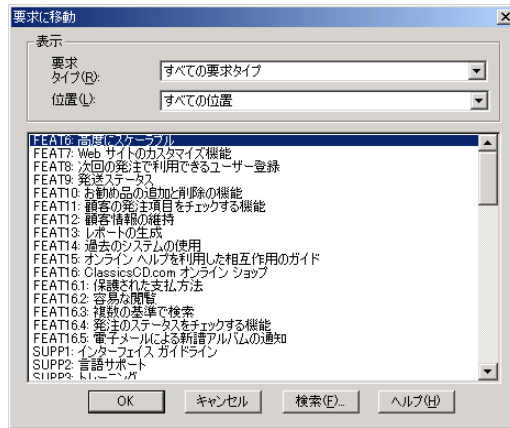 要求に移動
表示
要求
タイプ(R):
すべての要求タイプ
位置(L):
すべての位置
FEAT6: 高度にスケーラブル
FEAT7: Web サイトのカスタマイズ機能
FEAT8: 次回の発注で利用できるユーザー登録
FEAT9: 発送ステータス
FEAT10: お勧め品の追加と削除の機能
FEAT11: 顧客の発注項目をチェックする機能
FEAT12: 顧客情報の維持
FEAT13: レポートの生成
FEAT14: 過去のシステムの使用
FEAT15: オンライン ヘルプを利用した相互作用のガイド
FEAT16: ClassicsCD.com オンライン ショップ
FEAT16.1: 保護された支払方法
FEAT16.2: 容易な閲覧
FEAT16.3: 複数の基準で検索
FEAT16.4: 発注のステータスをチェックする機能
FEAT16.5: 電子メールによる新譜アルバムの通知
SUPP1: インターフェイス ガイドライン
SUPP2: 言語サポート
SUPP3: トレーニング
OK
キャンセル
検索(F)...
ヘルプ(H)